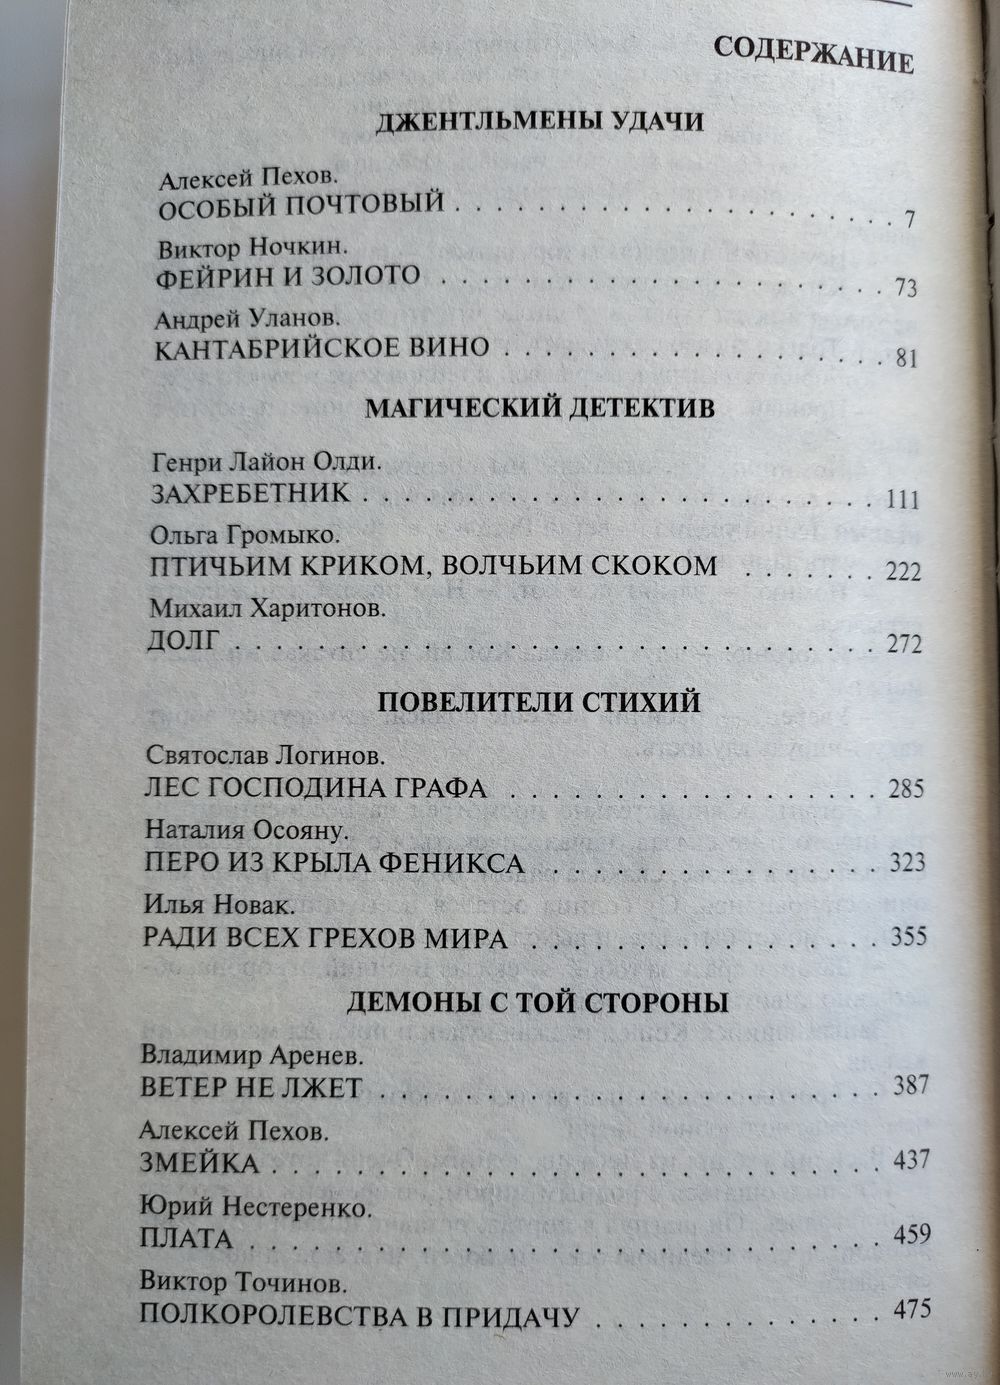 СОДЕРЖАНИЕ
ДЖЕНТЛЬМЕНЫ УДАЧИ
Алексей Пехов.
ОСОБЫЙ ПОЧТОВЫЙ . . . . . . . . . . . . . . . . . . . . . . 7
Виктор Ночкин.
ФЕЙРИН И ЗОЛОТО . . . . . . . . . . . . . . . . . . . . . . 73
Андрей Уланов.
КАНТАБРИЙСКОЕ ВИНО . . . . . . . . . . . . . . . . . . . 81
МАГИЧЕСКИЙ ДЕТЕКТИВ
Генри Лайон Олди.
ЗАХРЕБЕТНИК . . . . . . . . . . . . . . . . . . . . . . . . . 111
Ольга Громыко.
ПТИЧЬИМ КРИКОМ, ВОЛЧЬИМ СКОКОМ . . . . . . . 222
Михаил Харитонов.
ДОЛГ . . . . . . . . . . . . . . . . . . . . . . . . . . . . . . . 272
ПОВЕЛИТЕЛИ СТИХИЙ
Святослав Логинов.
ЛЕС ГОСПОДИНА ГРАФА . . . . . . . . . . . . . . . . . . 285
Наталия Осояну.
ПЕРО ИЗ КРЫЛА ФЕНИКСА . . . . . . . . . . . . . . . . 323
Илья Новак.
РАДИ ВСЕХ ГРЕХОВ МИРА . . . . . . . . . . . . . . . . . 355
ДЕМОНЫ С ТОЙ СТОРОНЫ
Владимир Аренев.
ВЕТЕР НЕ ЛЖЕТ . . . . . . . . . . . . . . . . . . . . . . . . 387
Алексей Пехов.
ЗМЕЙКА . . . . . . . . . . . . . . . . . . . . . . . . . . . . . 437
Юрий Нестеренко.
ПЛАТА . . . . . . . . . . . . . . . . . . . . . . . . . . . . . . 459
Виктор Точинов.
ПОЛКОРОЛЕВСТВА В ПРИДАЧУ . . . . . . . . . . . . . . 475